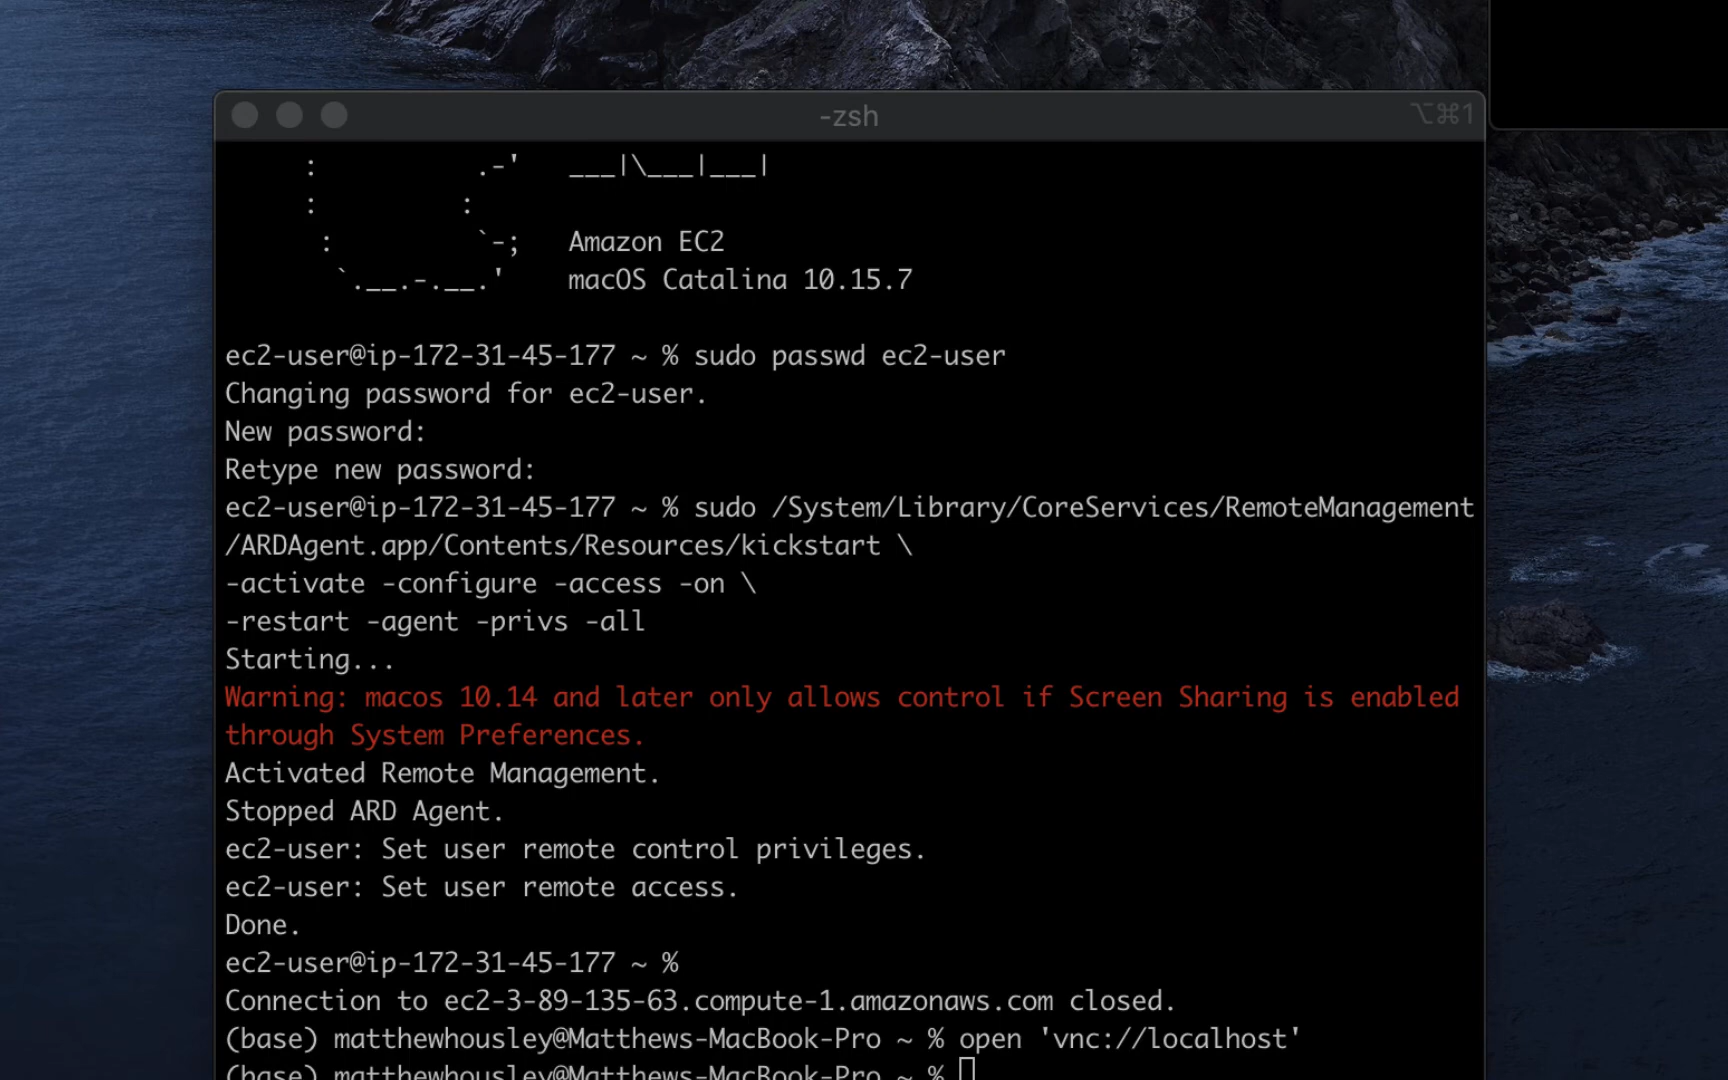 -zsh
⌥⌘1
:           .-'   ___|\___|___|
:         :
:         `-;   Amazon EC2
`.__.-.__.'    macOS Catalina 10.15.7
ec2-user@ip-172-31-45-177 ~ % sudo passwd ec2-user
Changing password for ec2-user.
New password:
Retype new password:
ec2-user@ip-172-31-45-177 ~ % sudo /System/Library/CoreServices/RemoteManagement
/ARDAgent.app/Contents/Resources/kickstart \
-activate -configure -access -on \
-restart -agent -privs -all
Starting...
Warning: macos 10.14 and later only allows control if Screen Sharing is enabled
through System Preferences.
Activated Remote Management.
Stopped ARD Agent.
ec2-user: Set user remote control privileges.
ec2-user: Set user remote access.
Done.
ec2-user@ip-172-31-45-177 ~ %
Connection to ec2-3-89-135-63.compute-1.amazonaws.com closed.
(base) matthewhousley@Matthews-MacBook-Pro ~ % open 'vnc://localhost'
(base) matthewhousley@Matthews-MacBook-Pro ~ %